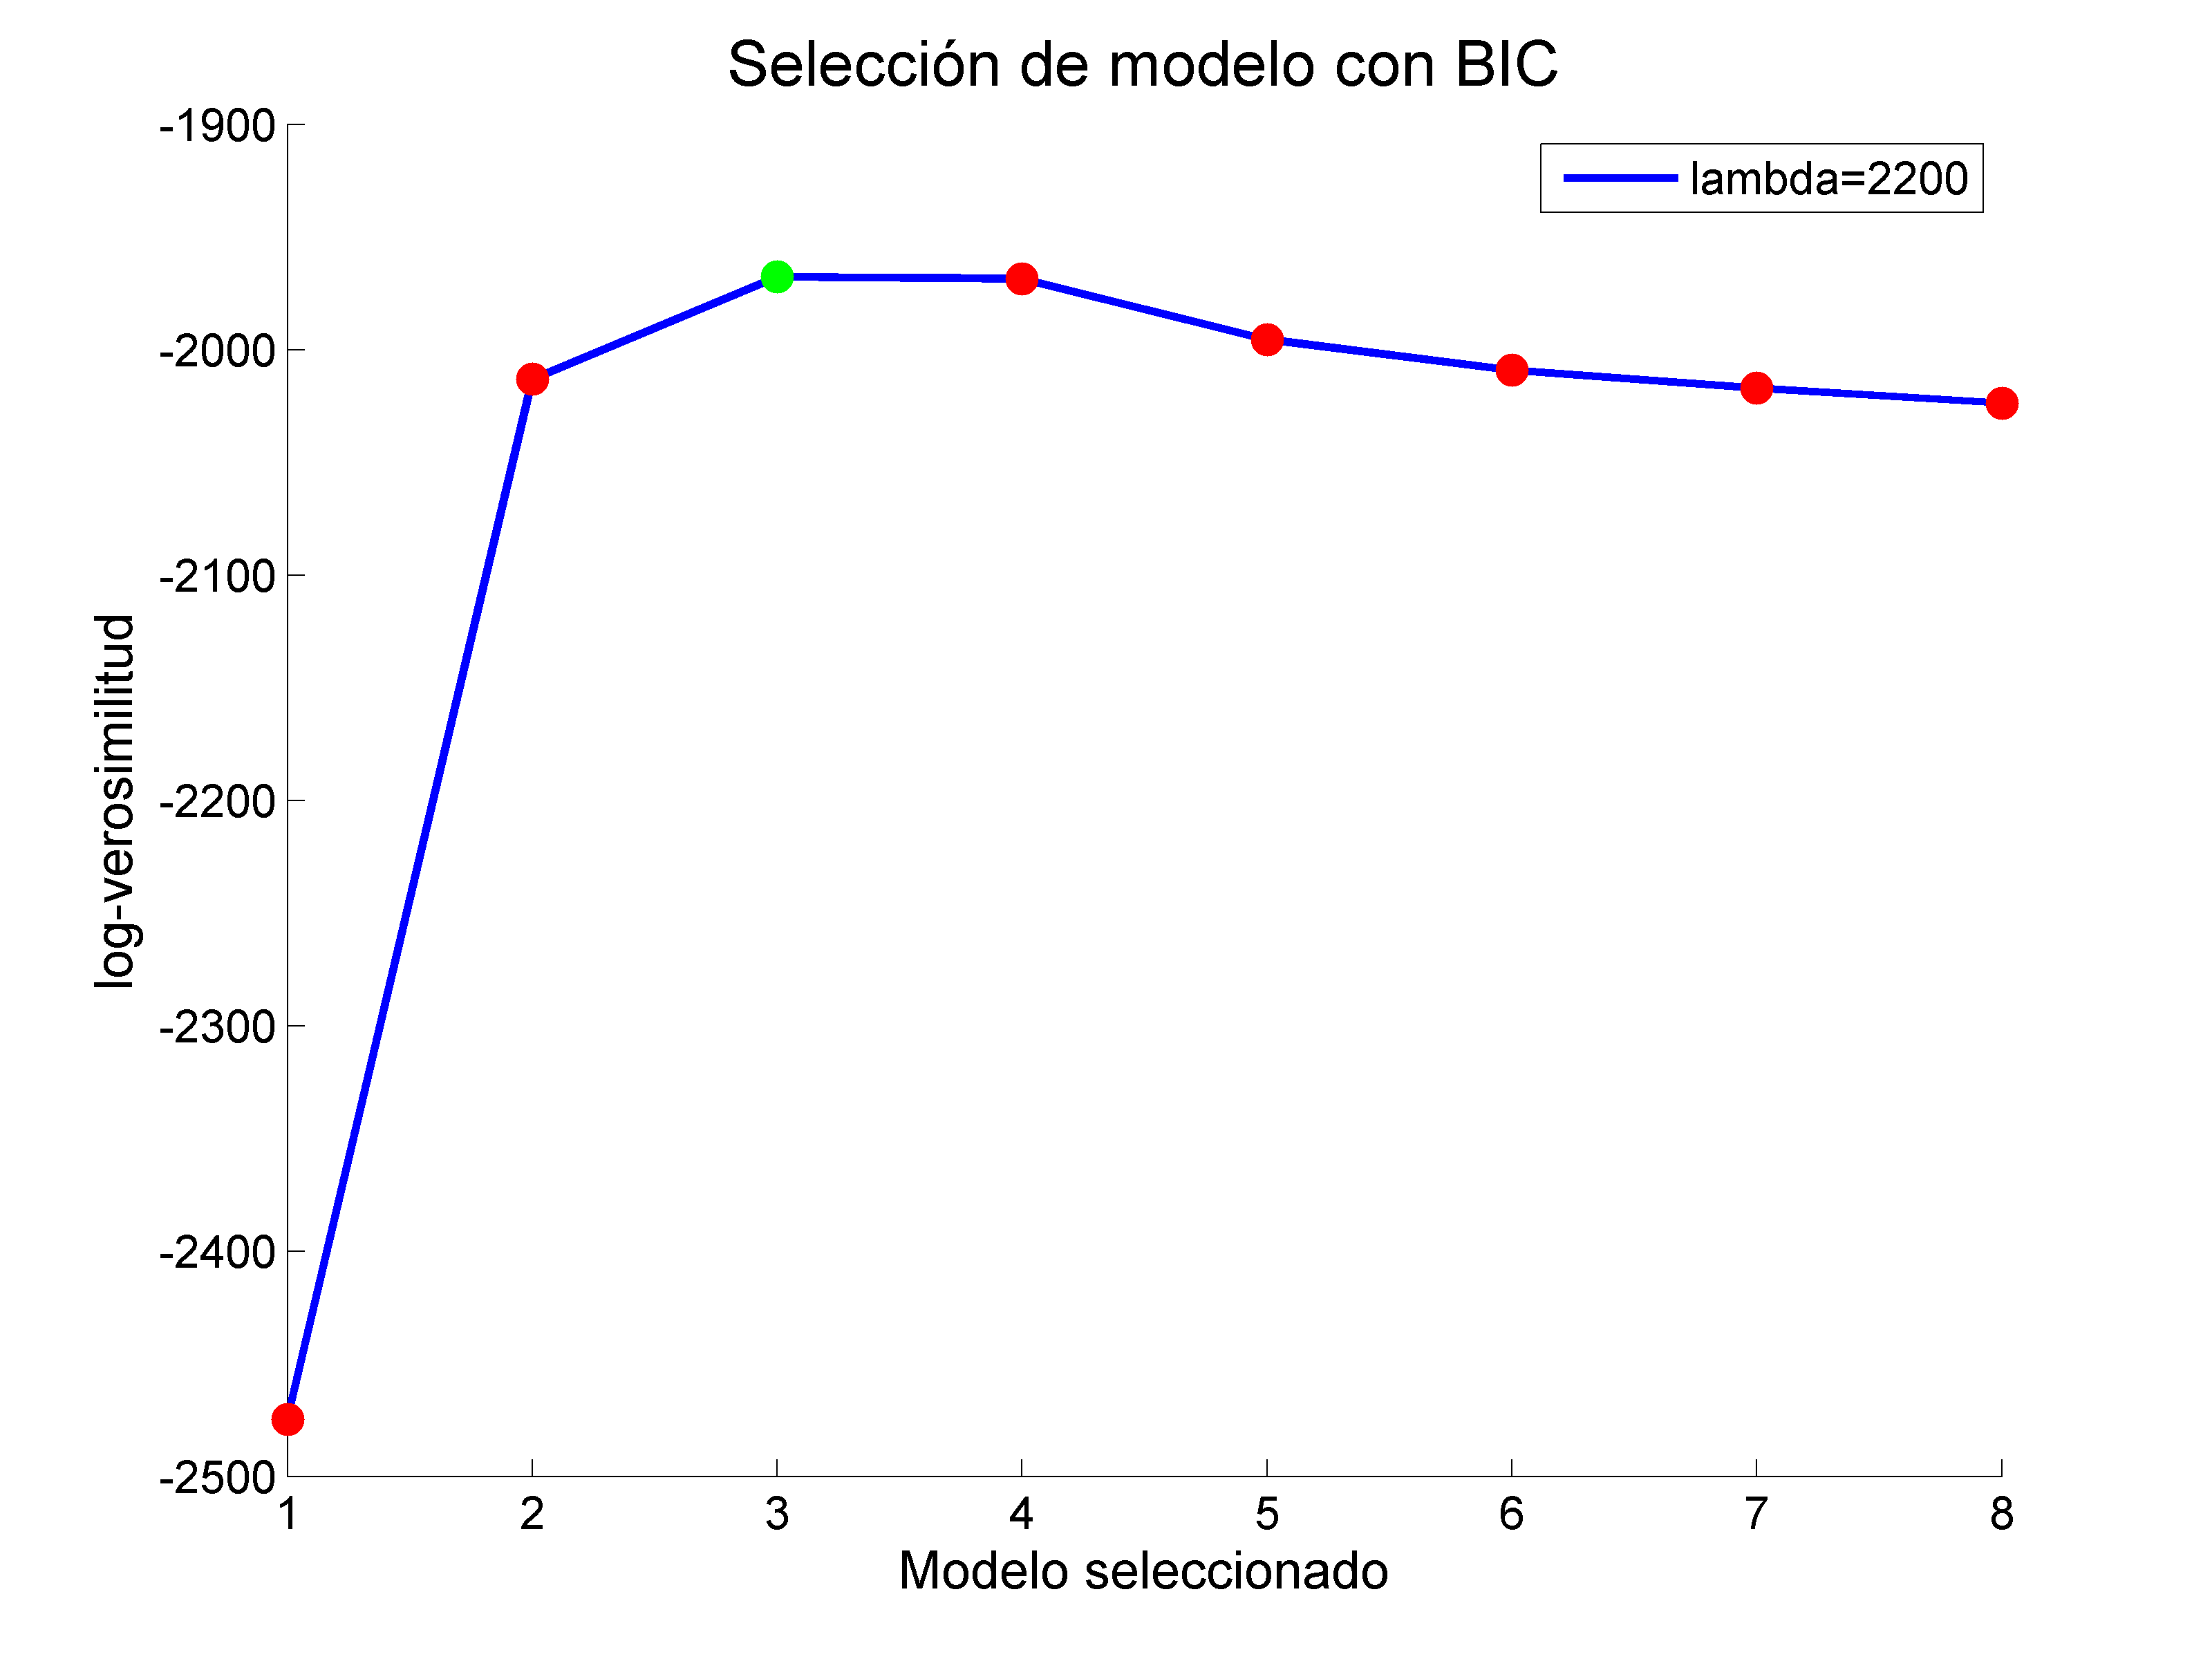 Selección de modelo con BIC
lambda=2200
-1900
-2000
-2100
-2200
-2300
-2400
-2500
log-verosimilitud
1 2 3 4 5 6 7 8
Modelo seleccionado